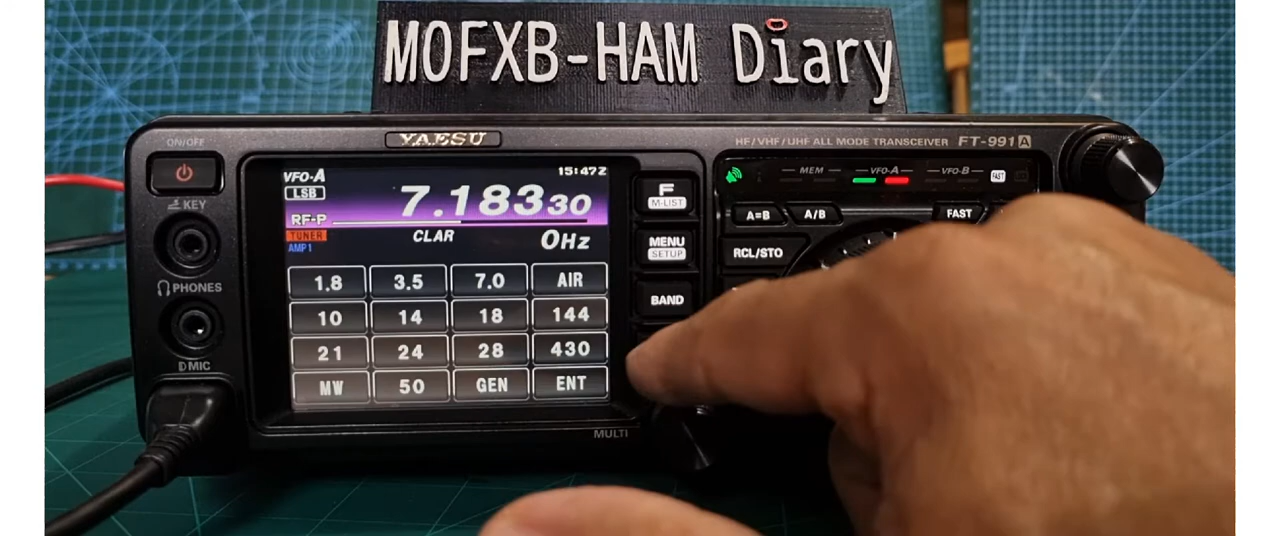 M0FXB-HAM Diary
ON/OFF
YAESU
HF/VHF/UHF ALL MODE TRANSCEIVER FT-991A
KEY
PHONES
MIC
VFO-A
15:472
LSB
7.18330
RF-P
TUNER
AMP1
CLAR
0Hz
1.8 3.5 7.0 AIR
10 14 18 144
21 24 28 430
MW 50 GEN ENT
MULTI
F
M-LIST
MENU
SETUP
BAND
MEM VFO-A VFO-B FAST
A=B A/B FAST
RCL/STO